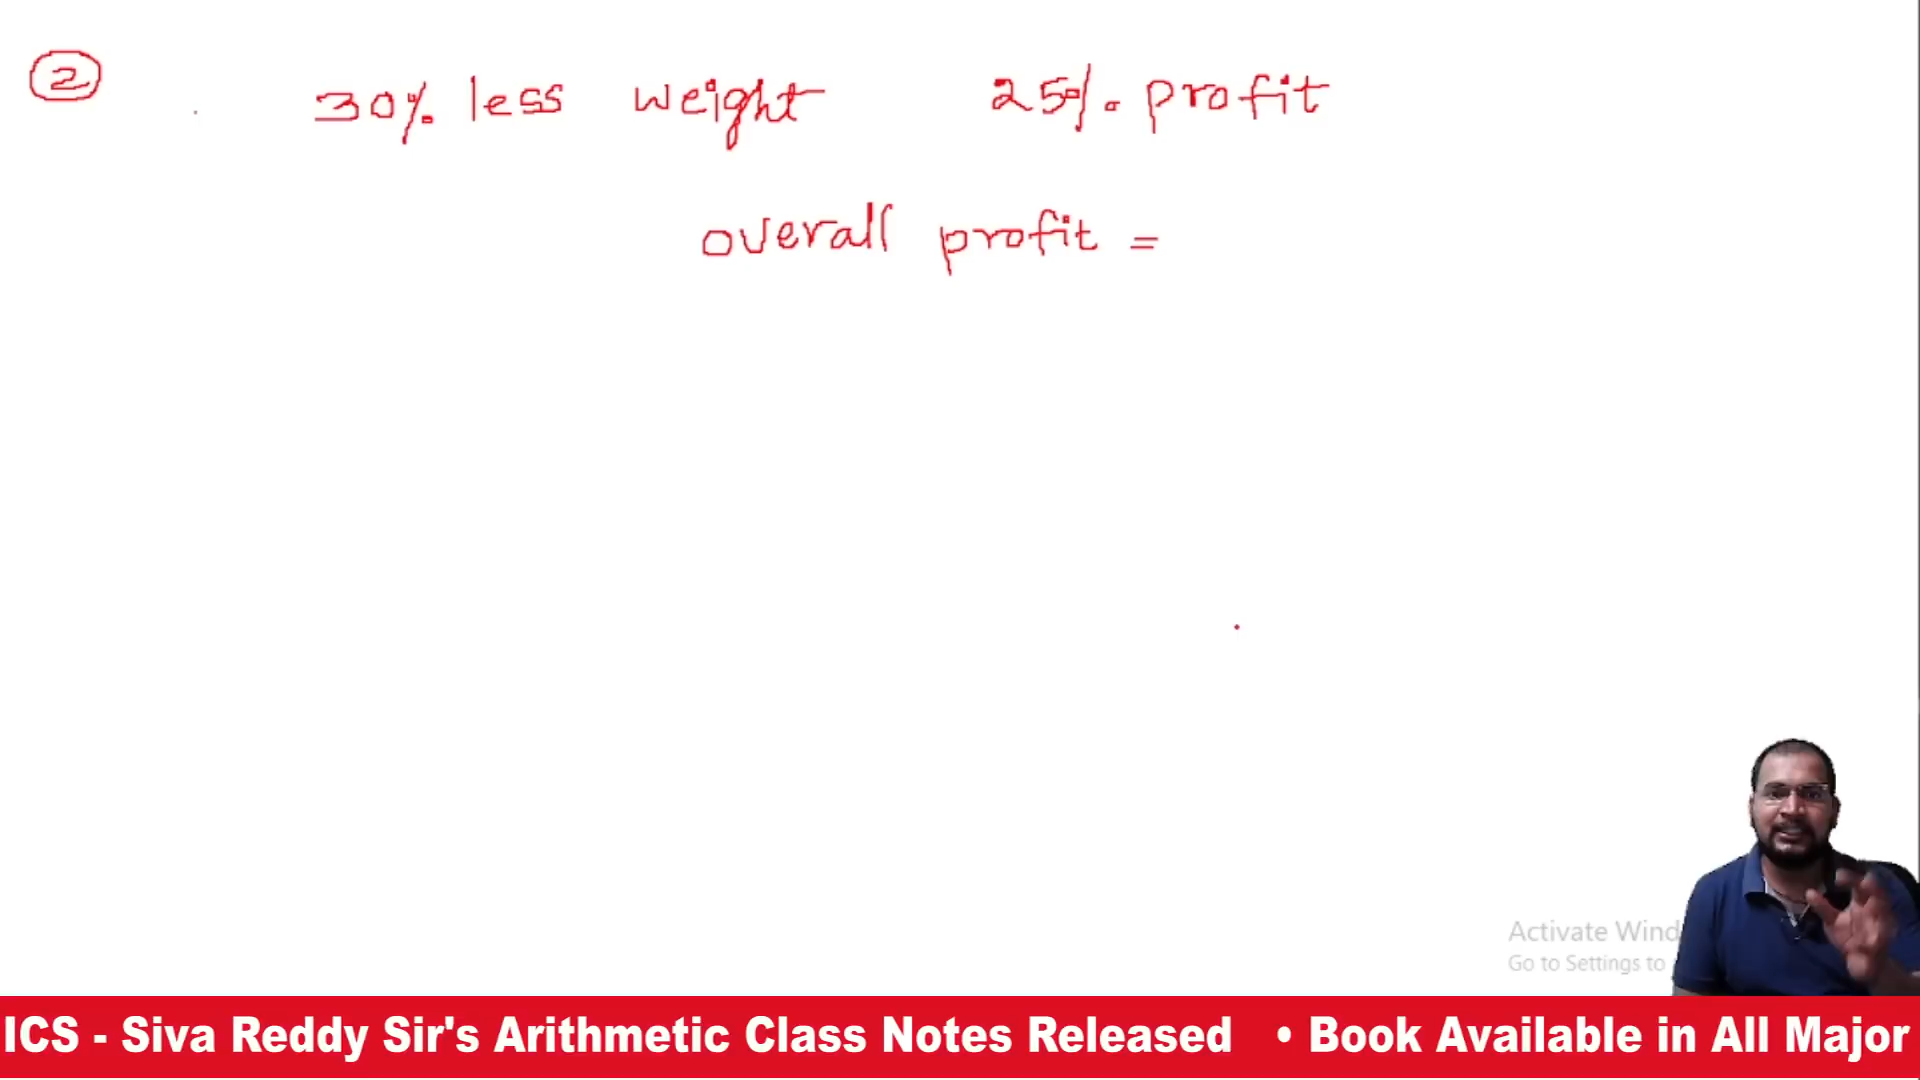 2
30% less weight 25%. profit
overall profit =
Activate Wind
Go to Settings to
ICS - Siva Reddy Sir's Arithmetic Class Notes Released • Book Available in All Major